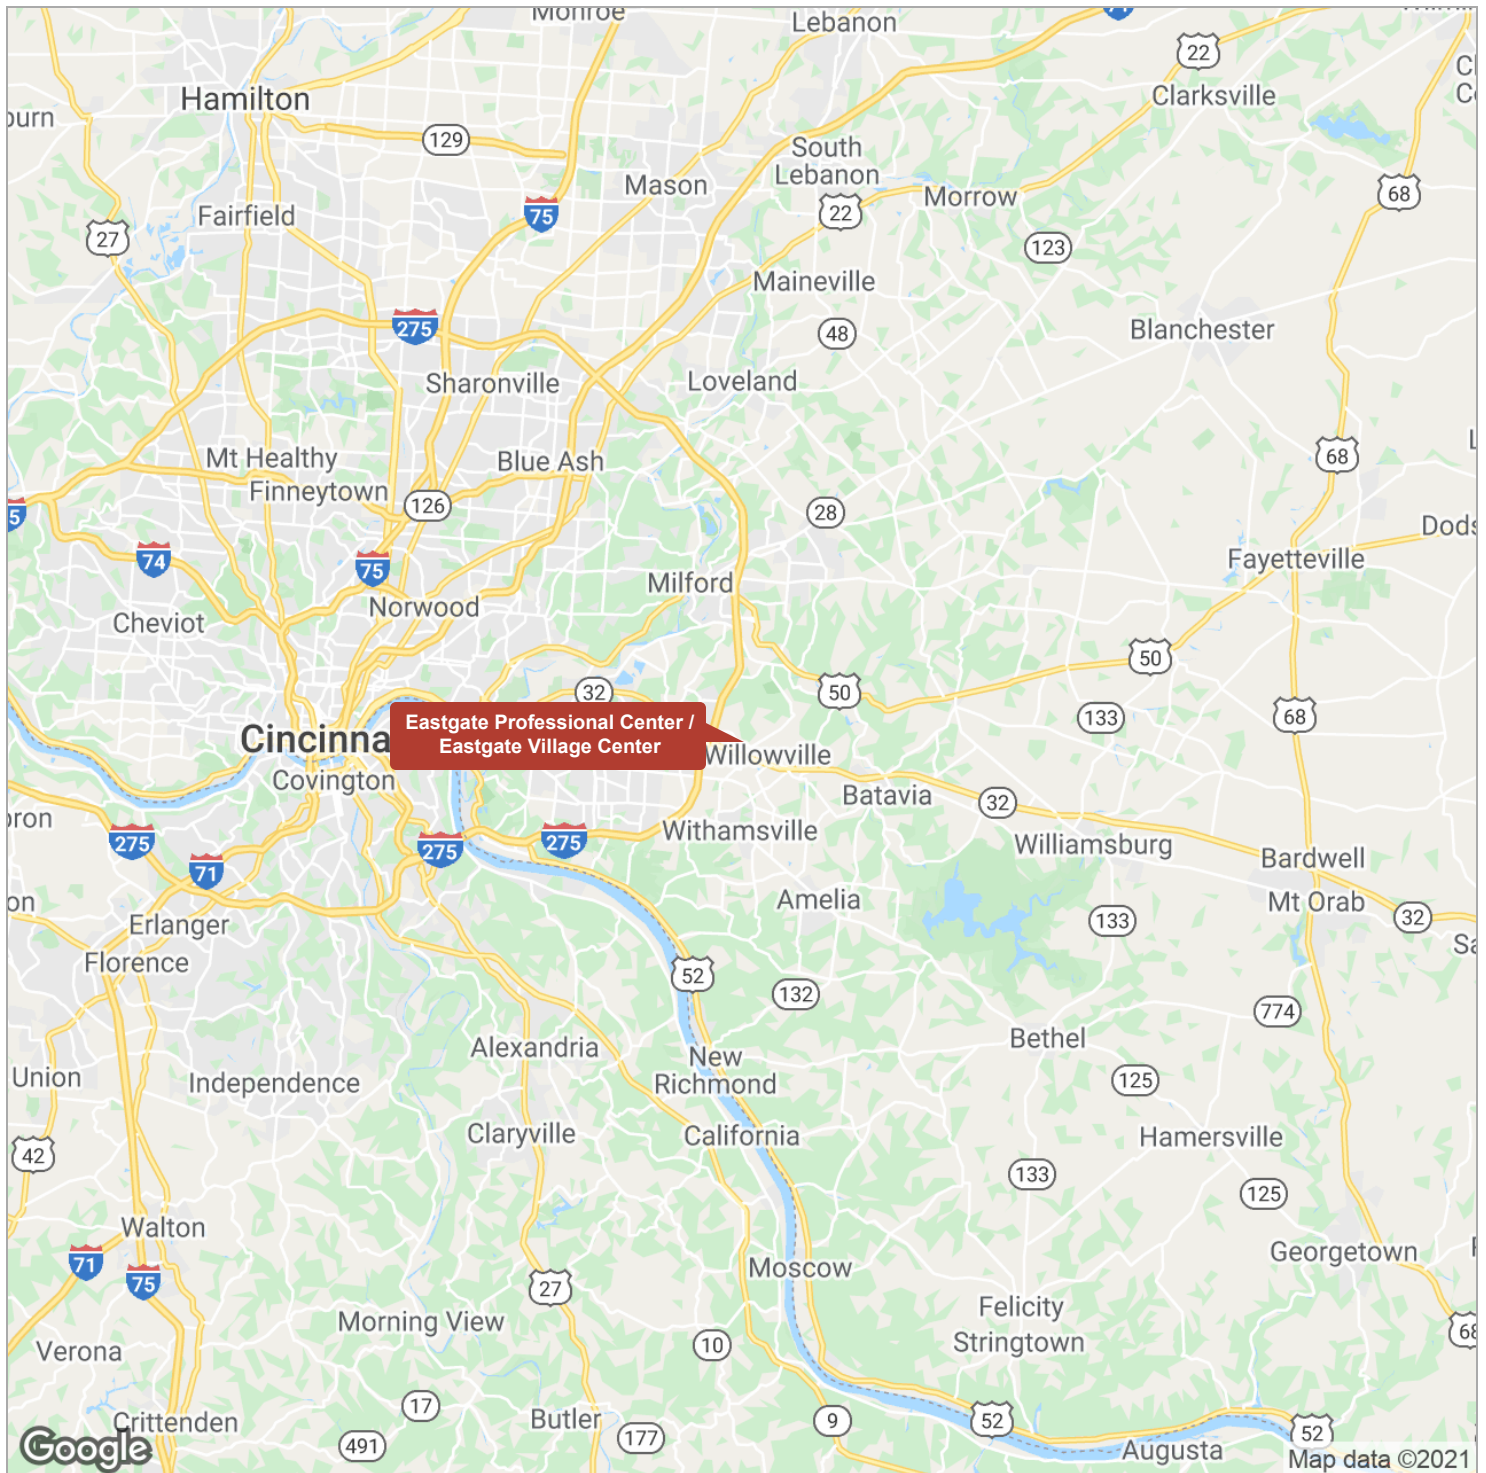 Monroe
Lebanon
22
Clarksville
Hamilton
129
South
Lebanon
Mason
75
22
Morrow
68
Fairfield
27
123
Maineville
275
48
Blanchester
Sharonville
Loveland
Mt Healthy
Blue Ash
68
Finneytown
126
28
5
74
75
Milford
Fayetteville
Norwood
Cheviot
50
32
50
133
68
Cincinna
Eastgate Professional Center /
Eastgate Village Center
Willowville
Covington
Batavia
32
275
275
275
Withamsville
Williamsburg
Bardwell
71
Amelia
Mt Orab
133
32
Erlanger
Florence
52
132
774
Alexandria
Bethel
New
Richmond
Union
Independence
125
Claryville
California
Hamersville
42
133
125
Walton
71
75
Georgetown
Moscow
27
Felicity
Stringtown
Morning View
10
68
Verona
17
Butler
9
52
52
Crittenden
491
177
Augusta
Google
Map data ©2021